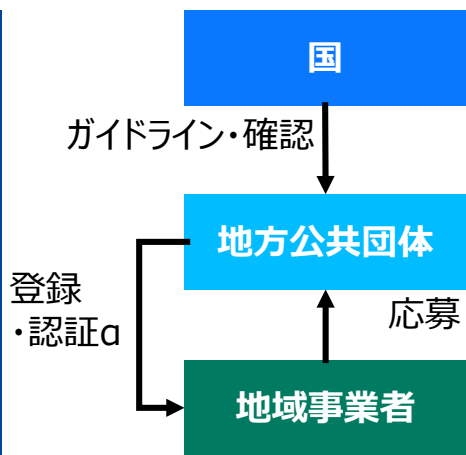 国
ガイドライン・確認
地方公共団体
登録
・認証α
応募
地域事業者